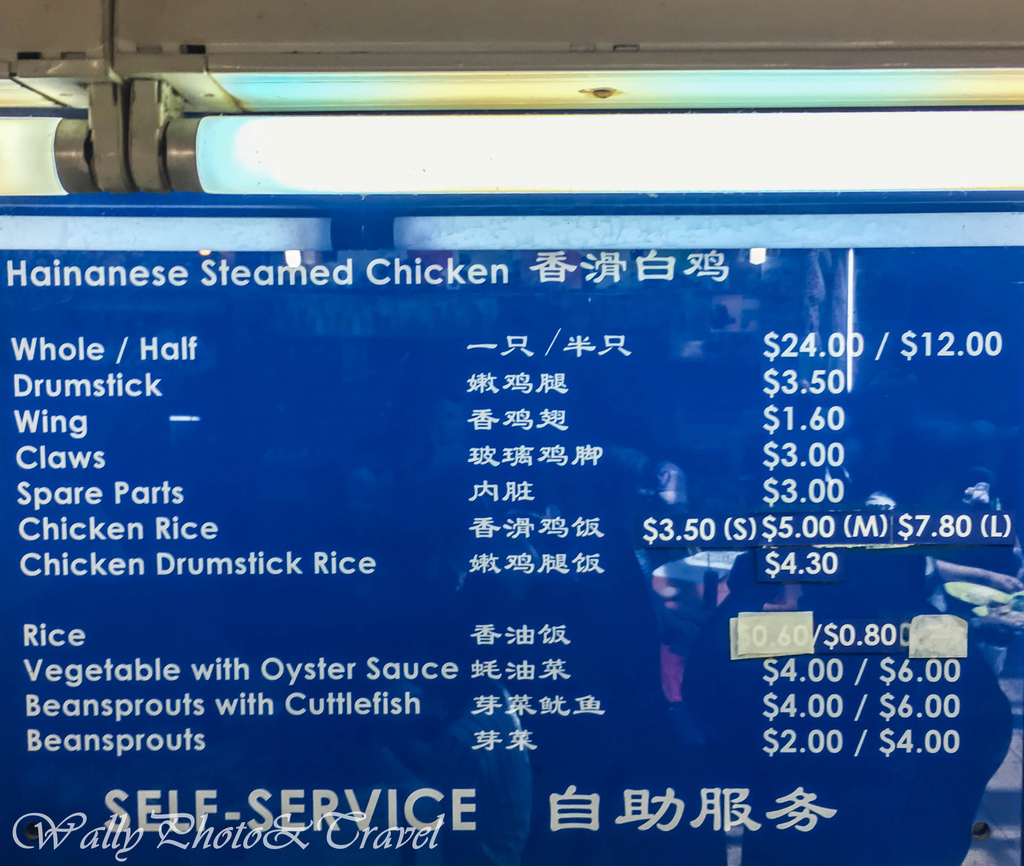 Hainanese Steamed Chicken 香滑白鸡
Whole / Half 一只/半只 $24.00 / $12.00
Drumstick 嫩鸡腿 $3.50
Wing 香鸡翅 $1.60
Claws 玻璃鸡脚 $3.00
Spare Parts 内脏 $3.00
Chicken Rice 香滑鸡饭 $3.50 (S) $5.00 (M) $7.80 (L)
Chicken Drumstick Rice 嫩鸡腿饭 $4.30
Rice 香油饭 $0.60/$0.80
Vegetable with Oyster Sauce 蚝油菜 $4.00 / $6.00
Beansprouts with Cuttlefish 芽菜鱿鱼 $4.00 / $6.00
Beansprouts 芽菜 $2.00 / $4.00
SELF-SERVICE 自助服务
Wally Photo&Travel